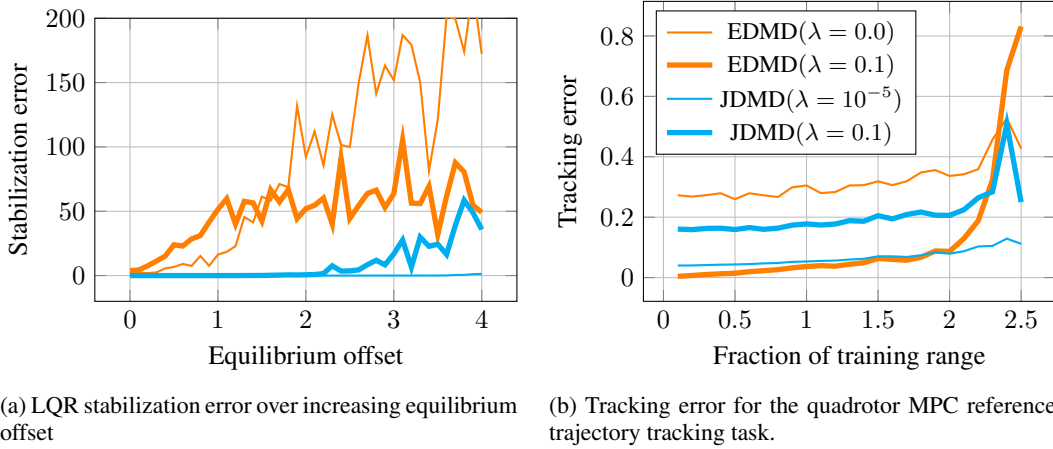 200
150
100
50
0
0
1
2
3
4
Stabilization error
Equilibrium offset
0.8
0.6
0.4
0.2
0
0
0.5
1
1.5
2
2.5
Tracking error
Fraction of training range
EDMD(λ = 0.0)
EDMD(λ = 0.1)
JDMD(λ = 10⁻⁵)
JDMD(λ = 0.1)
(a) LQR stabilization error over increasing equilibrium
offset
(b) Tracking error for the quadrotor MPC reference
trajectory tracking task.